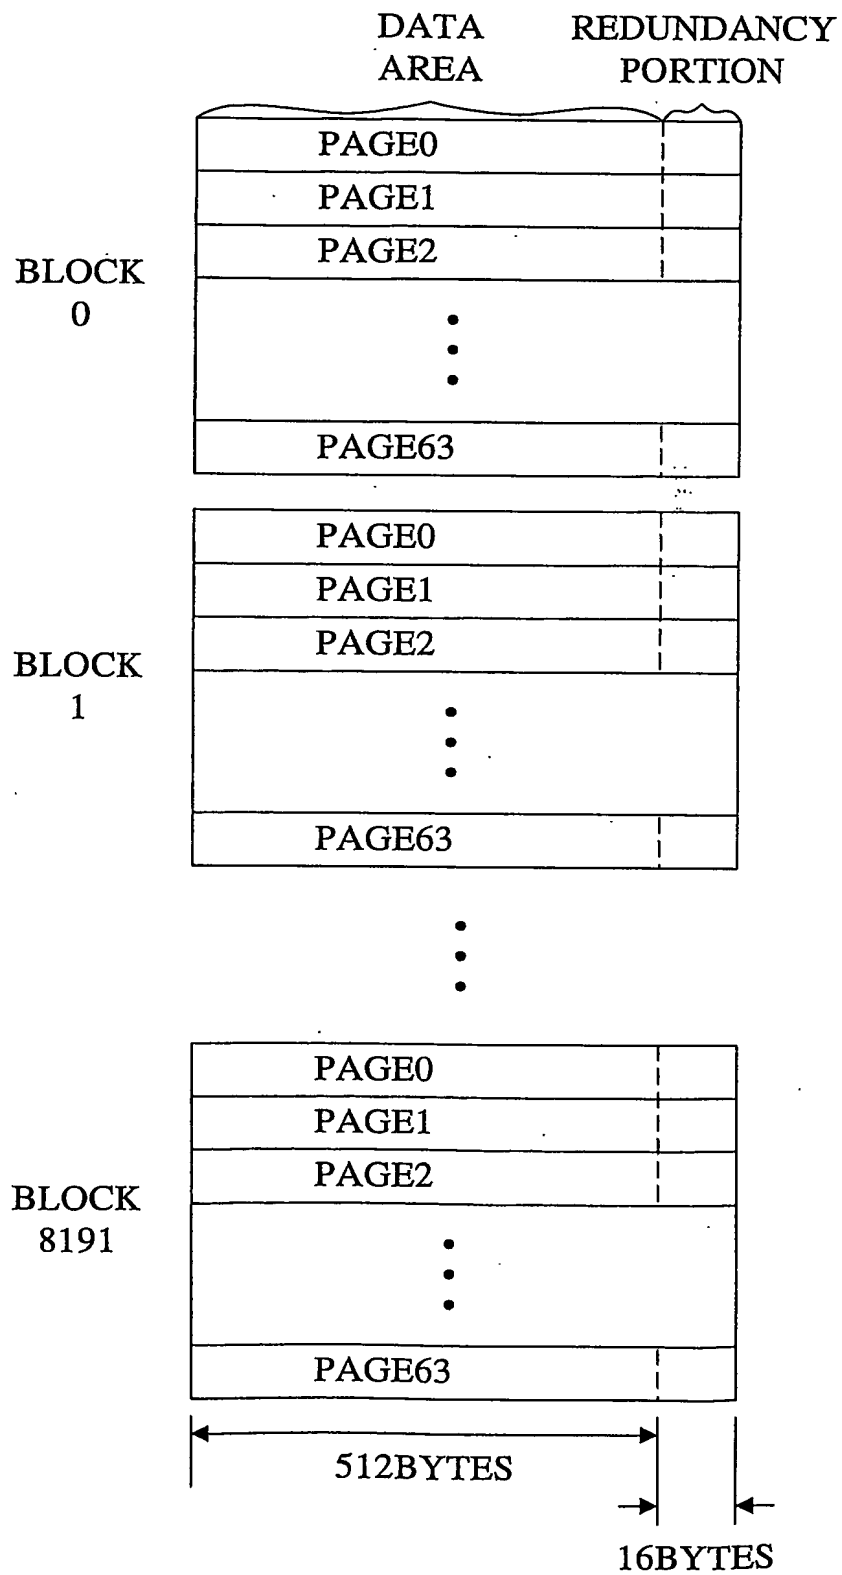 DATA
AREA
REDUNDANCY
PORTION
PAGE0
PAGE1
PAGE2
BLOCK
0
PAGE63
PAGE0
PAGE1
PAGE2
BLOCK
1
PAGE63
PAGE0
PAGE1
PAGE2
BLOCK
8191
PAGE63
512BYTES
16BYTES